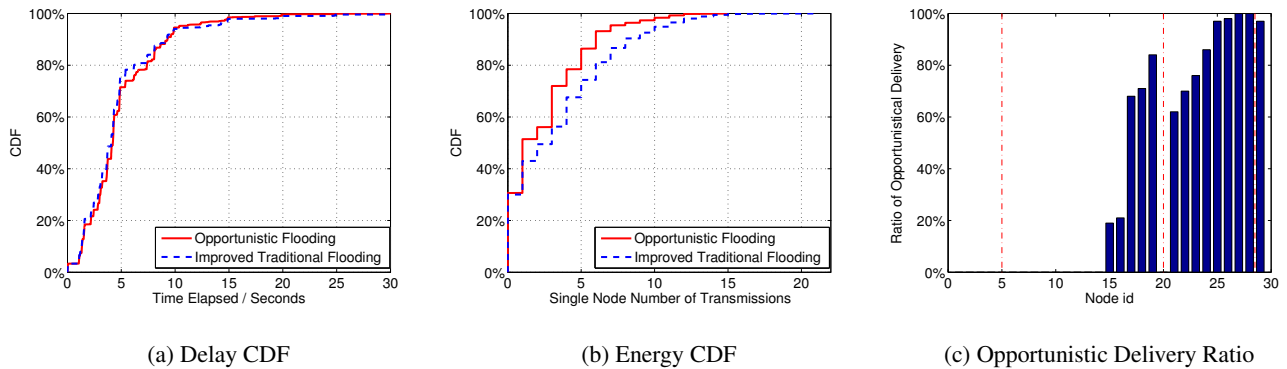 100%
80%
60%
40%
20%
0%
CDF
0 5 10 15 20 25 30
Time Elapsed / Seconds
Opportunistic Flooding
Improved Traditional Flooding
(a) Delay CDF
100%
80%
60%
40%
20%
0%
CDF
0 5 10 15 20
Single Node Number of Transmissions
Opportunistic Flooding
Improved Traditional Flooding
(b) Energy CDF
100%
80%
60%
40%
20%
0%
Ratio of Opportunistical Delivery
0 5 10 15 20 25 30
Node id
(c) Opportunistic Delivery Ratio